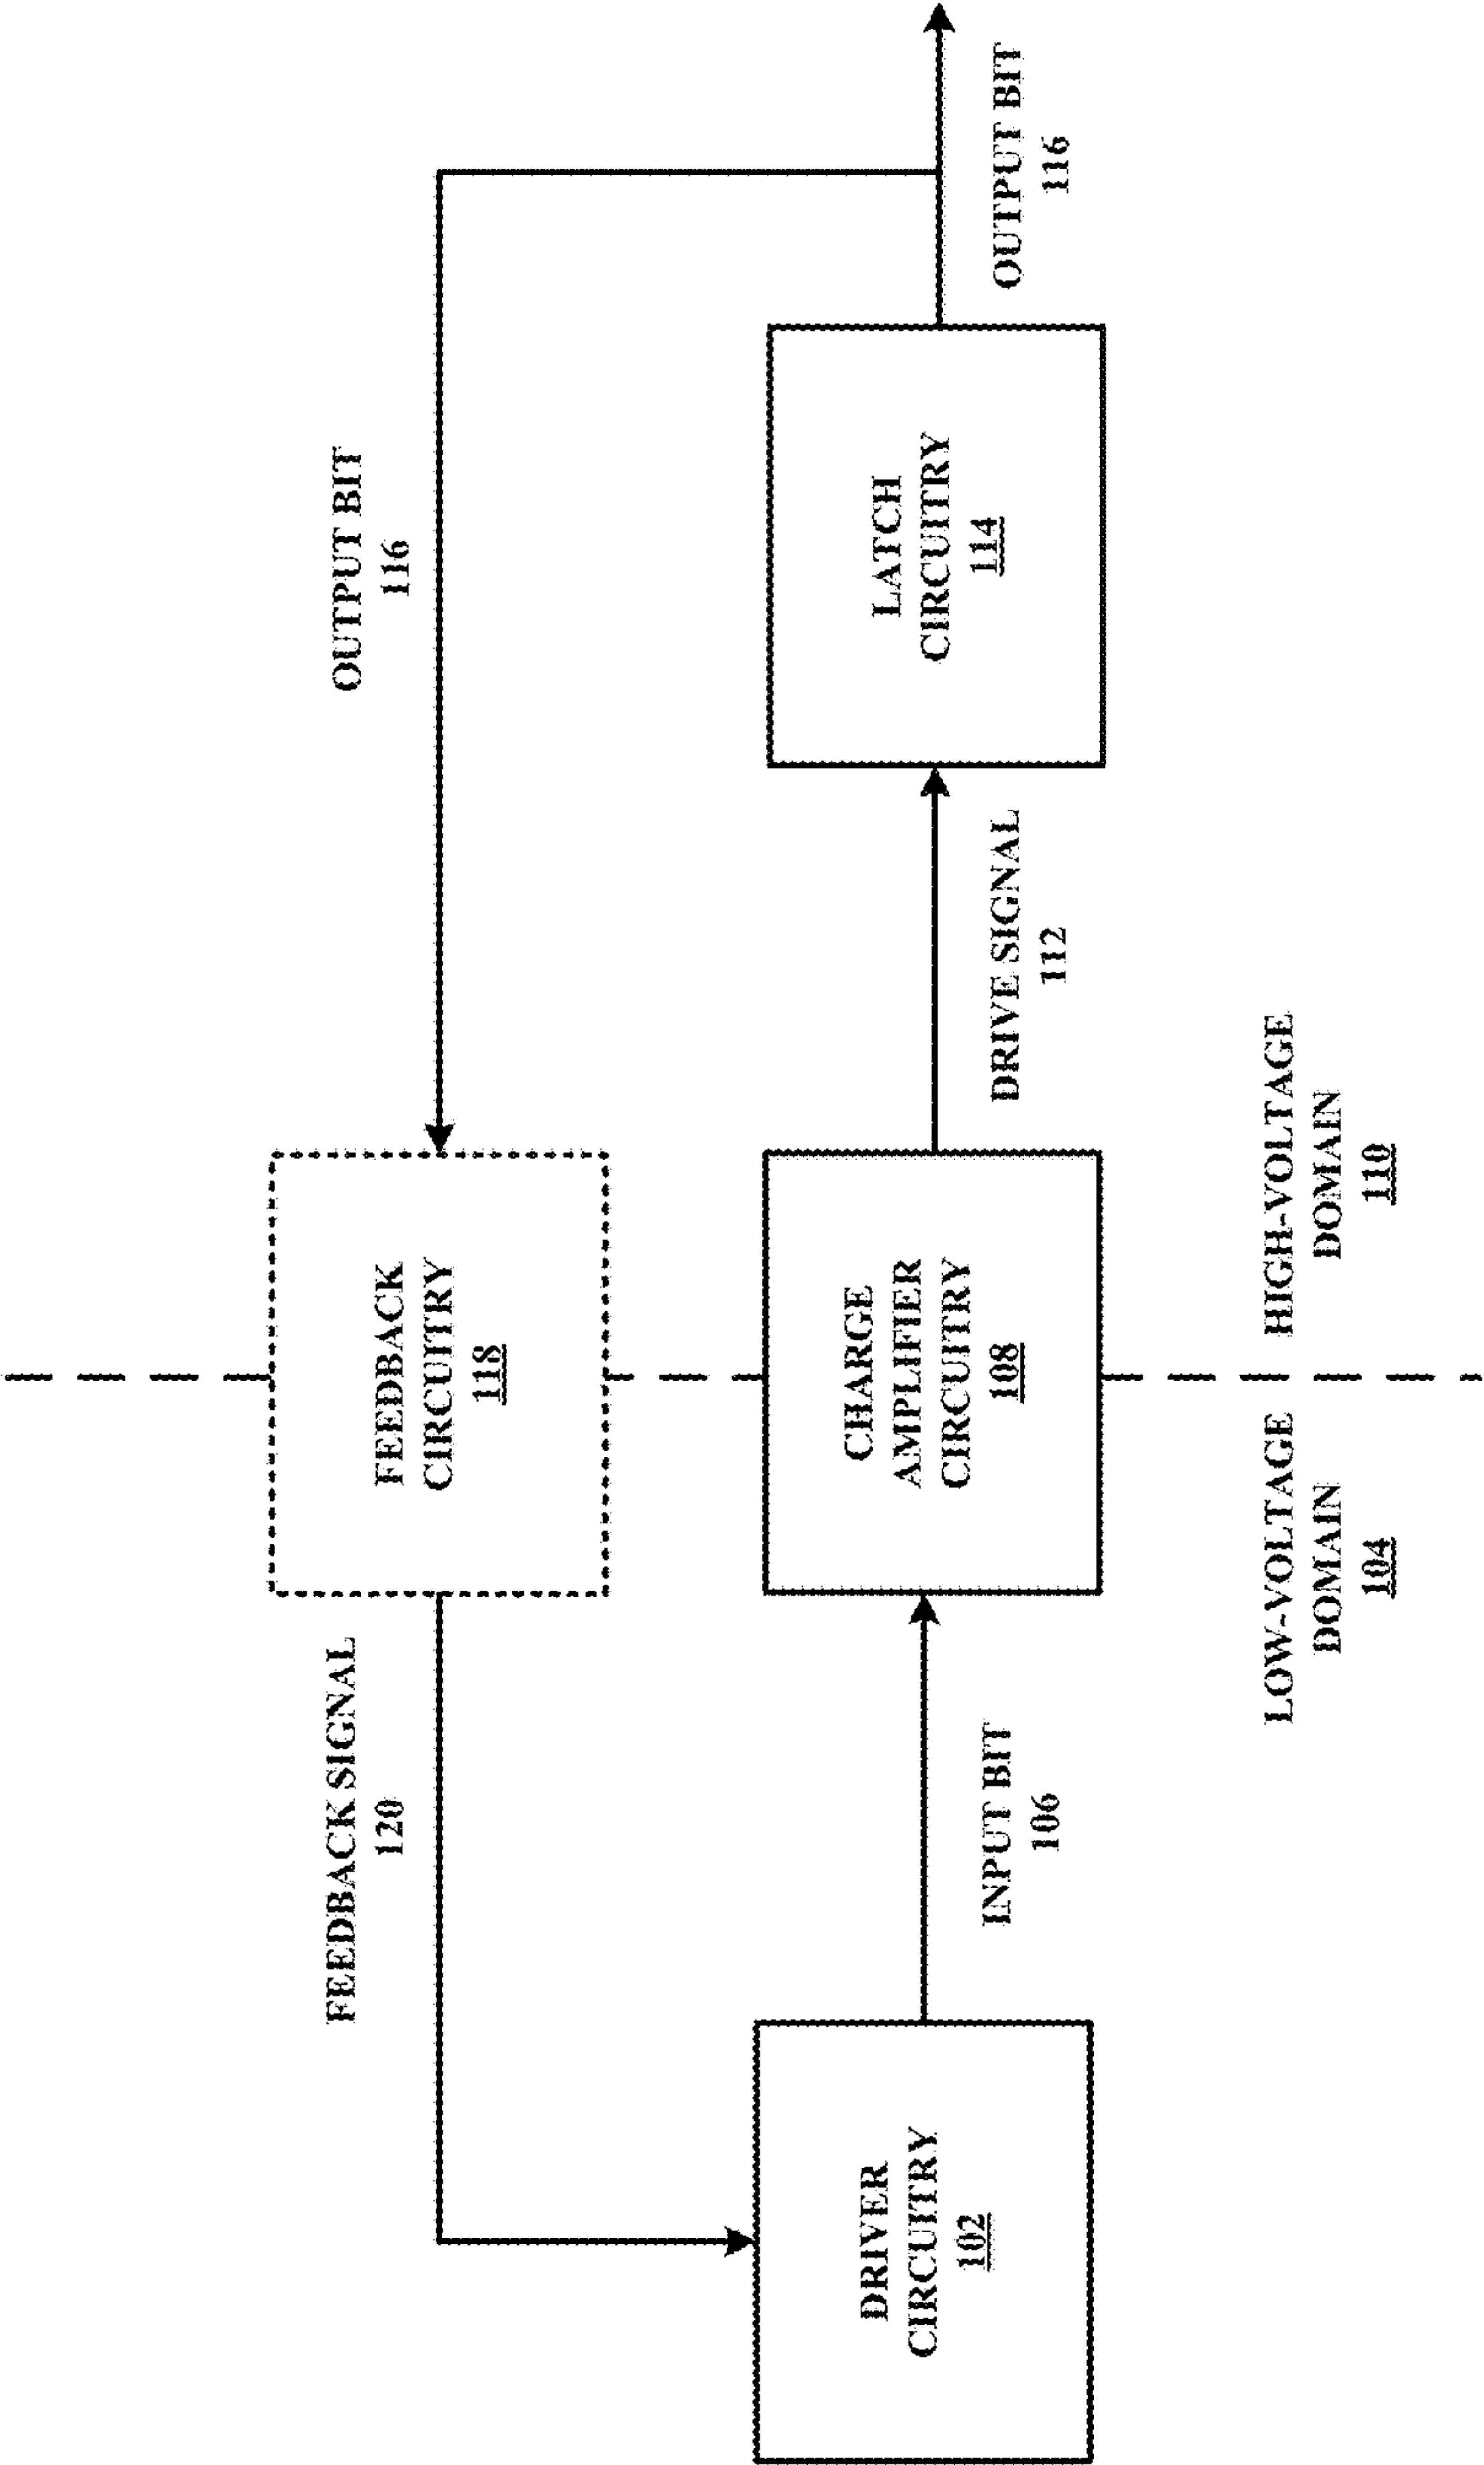 FEEDBACK SIGNAL
120
FEEDBACK
CIRCUITRY
118
OUTPUT BIT
116
DRIVER
CIRCUITRY
102
INPUT BIT
106
CHARGE
AMPLIFIER
CIRCUITRY
108
DRIVE SIGNAL
112
LATCH
CIRCUITRY
114
OUTPUT BIT
116
LOW-VOLTAGE
DOMAIN
104
HIGH-VOLTAGE
DOMAIN
110